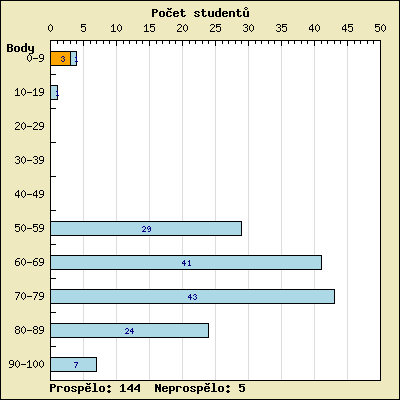 Počet studentů
0 5 10 15 20 25 30 35 40 45 50
Body
0-9 3 1
10-19 1
20-29
30-39
40-49
50-59 29
60-69 41
70-79 43
80-89 24
90-100 7
Prospělo: 144 Neprospělo: 5